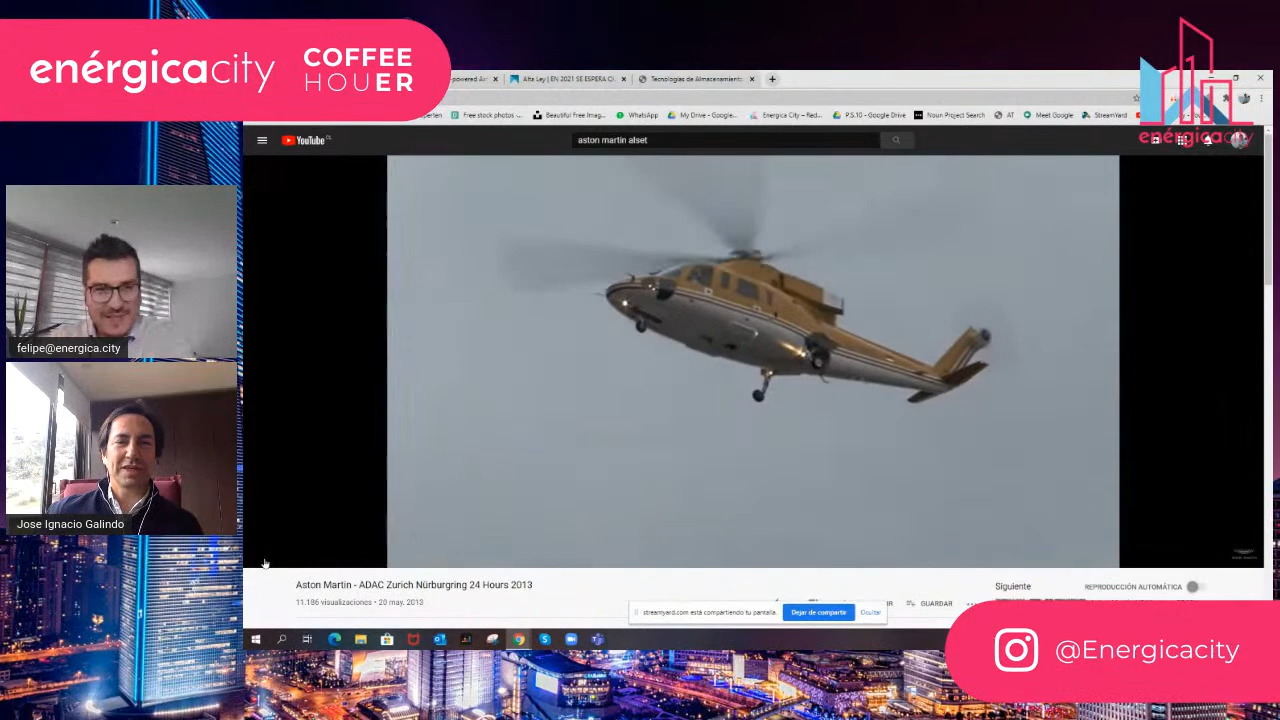 enérgicacity
COFFEE
HOUER
Alta Ley | EN 2021 SE ESPERA
Tecnologías de Almacenamiento
Free stock photos
Beautiful Free Imag...
WhatsApp
My Drive - Google...
Energica City – Red...
P.S.10 - Google Drive
Noun Project Search
AT
Meet Google
StreamYard
enérgicacity
YouTube CL
aston martin alset
felipe@energica.city
Jose Ignacio Galindo
Aston Martin - ADAC Zurich Nürburgring 24 Hours 2013
11.186 visualizaciones • 20 may. 2013
GUARDAR
Siguiente
REPRODUCCIÓN AUTOMÁTICA
streamyard.com está compartiendo tu pantalla.
Dejar de compartir
Ocultar
@Energicacity